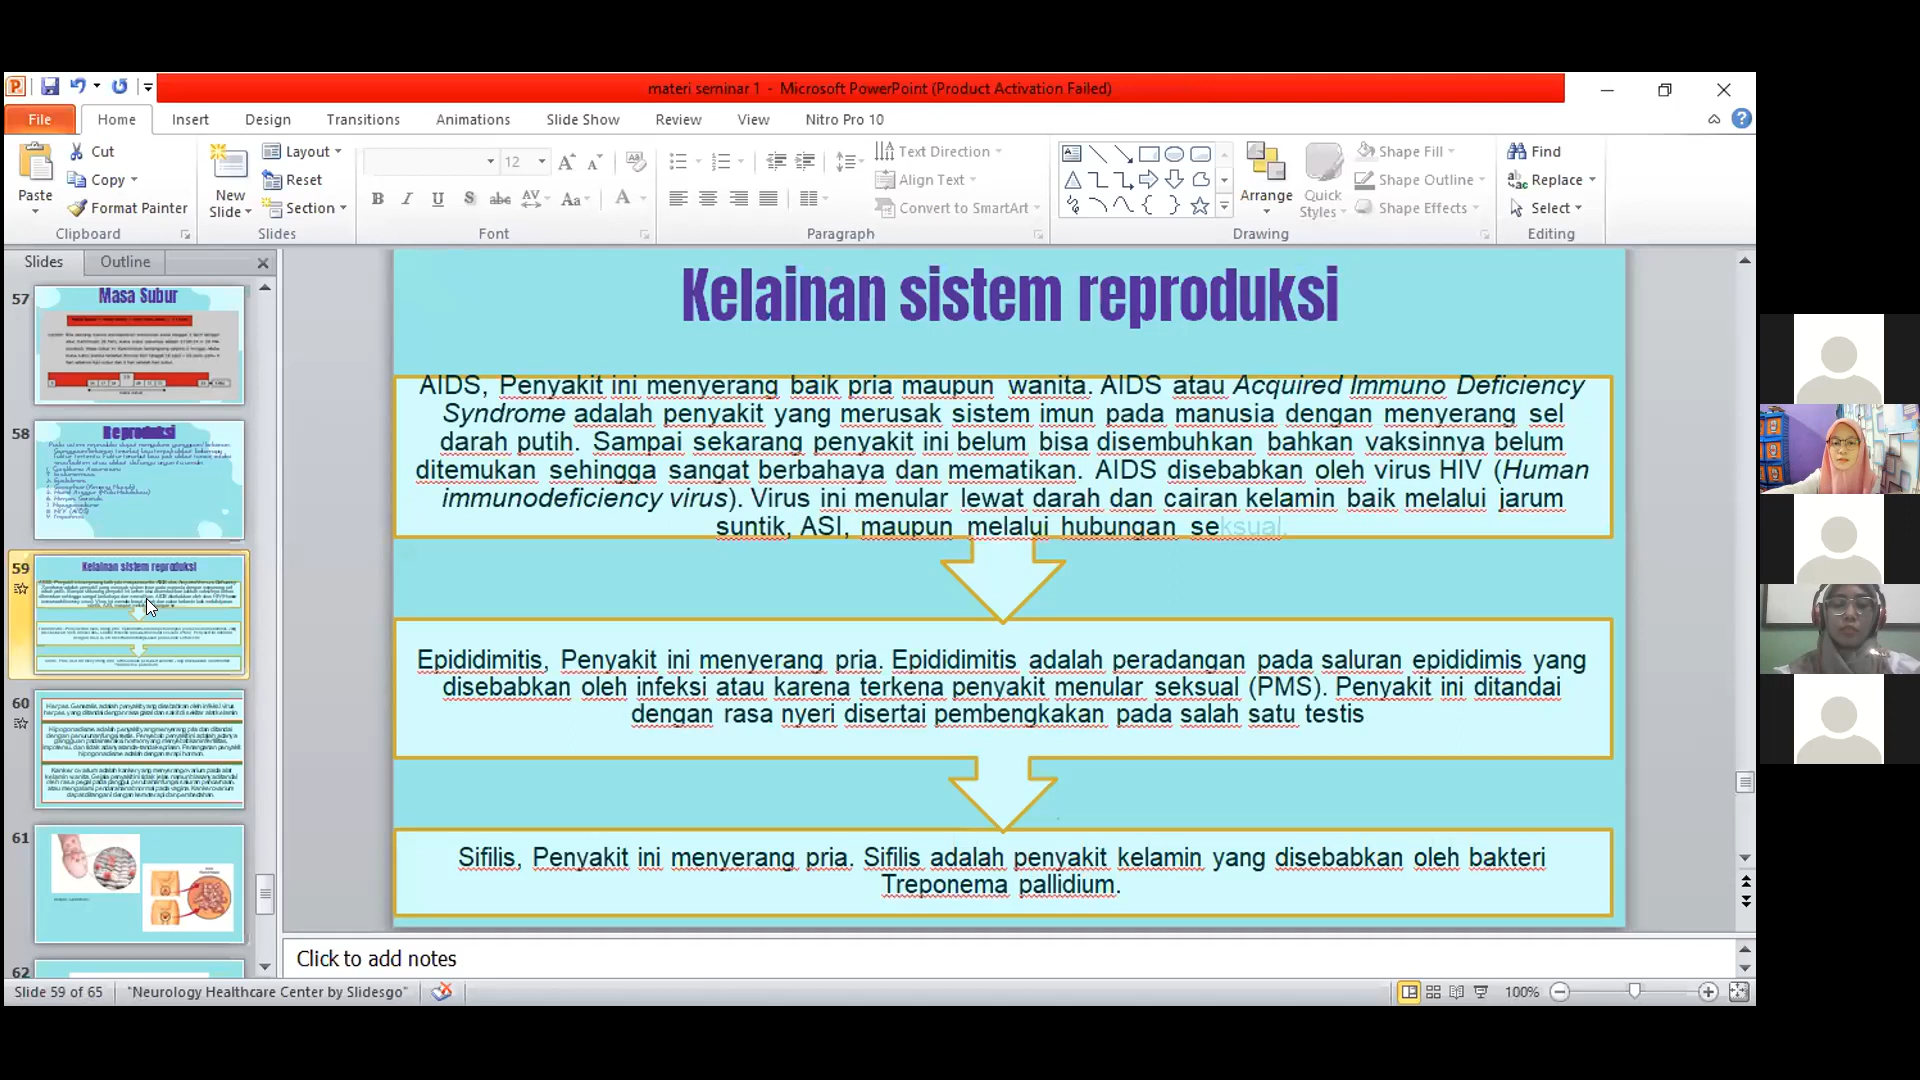 materi seminar 1 - Microsoft PowerPoint (Product Activation Failed)
File Home Insert Design Transitions Animations Slide Show Review View Nitro Pro 10
Paste
Cut
Copy
Format Painter
Clipboard
New Slide
Layout
Reset
Section
Slides
12
Font
Text Direction
Align Text
Convert to SmartArt
Paragraph
Arrange
Quick Styles
Shape Fill
Shape Outline
Shape Effects
Drawing
Find
Replace
Select
Editing
Slides Outline
57
Masa Subur
58
Reproduksi
59
Kelainan sistem reproduksi
60
61
62
Kelainan sistem reproduksi
AIDS, Penyakit ini menyerang baik pria maupun wanita. AIDS atau Acquired Immuno Deficiency
Syndrome adalah penyakit yang merusak sistem imun pada manusia dengan menyerang sel
darah putih. Sampai sekarang penyakit ini belum bisa disembuhkan bahkan vaksinnya belum
ditemukan sehingga sangat berbahaya dan mematikan. AIDS disebabkan oleh virus HIV (Human
immunodeficiency virus). Virus ini menular lewat darah dan cairan kelamin baik melalui jarum
suntik, ASI, maupun melalui hubungan seksual.
Epididimitis, Penyakit ini menyerang pria. Epididimitis adalah peradangan pada saluran epididimis yang
disebabkan oleh infeksi atau karena terkena penyakit menular seksual (PMS). Penyakit ini ditandai
dengan rasa nyeri disertai pembengkakan pada salah satu testis
Sifilis, Penyakit ini menyerang pria. Sifilis adalah penyakit kelamin yang disebabkan oleh bakteri
Treponema pallidium.
Click to add notes
Slide 59 of 65 "Neurology Healthcare Center by Slidesgo" 100%